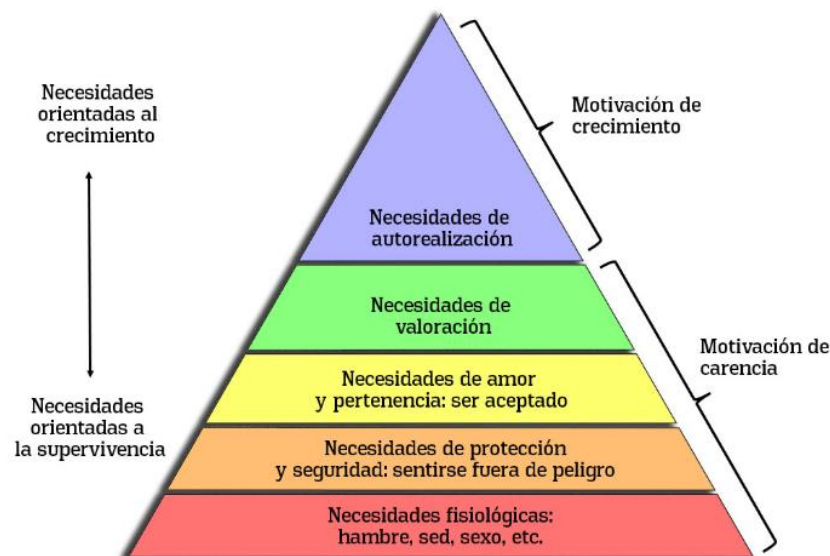 Necesidades
orientadas al
crecimiento
Motivación de
crecimiento
Necesidades de
autorealización
Necesidades de
valoración
Motivación de
carencia
Necesidades de amor
y pertenencia: ser aceptado
Necesidades
orientadas a
la supervivencia
Necesidades de protección
y seguridad: sentirse fuera de peligro
Necesidades fisiológicas:
hambre, sed, sexo, etc.